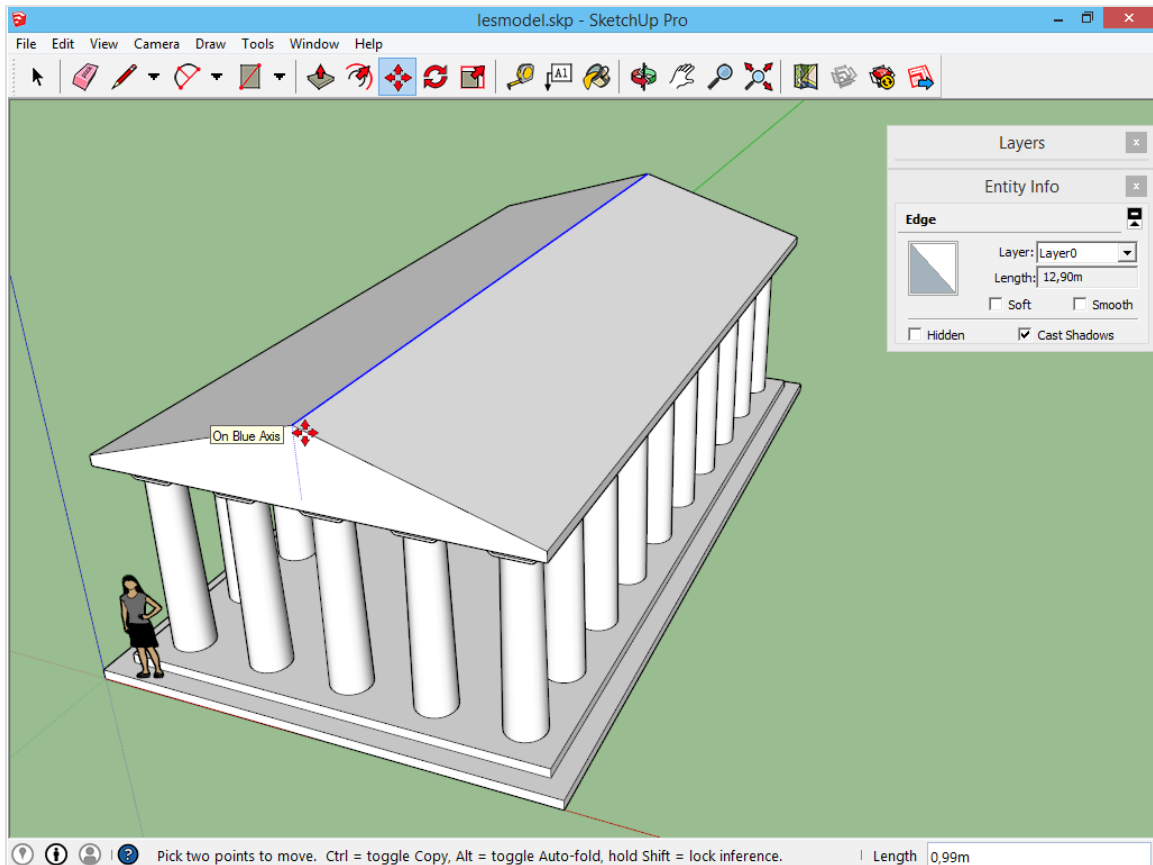 lesmodel.skp - SketchUp Pro
File Edit View Camera Draw Tools Window Help
A1
Layers
Entity Info
Edge
Layer: Layer0
Length: 12,90m
Soft Smooth
Hidden Cast Shadows
On Blue Axis
Pick two points to move. Ctrl = toggle Copy, Alt = toggle Auto-fold, hold Shift = lock inference. Length 0,99m